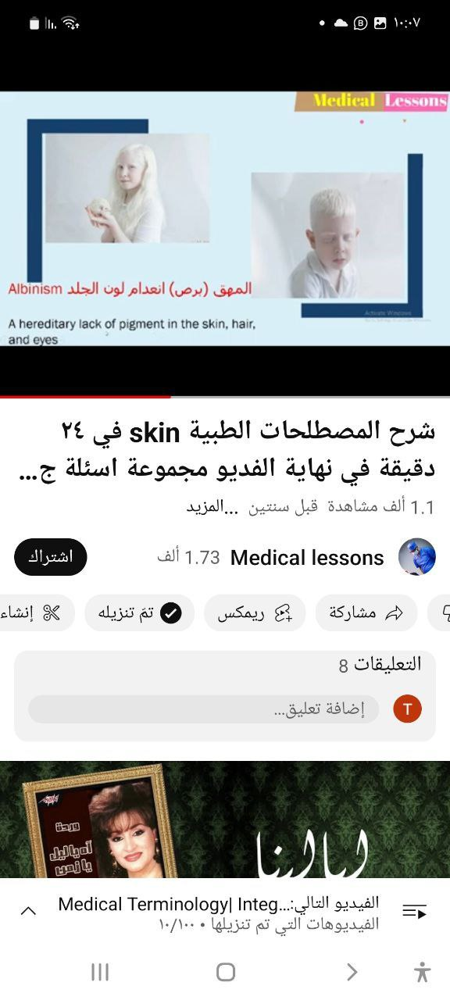 ١٠:٠٧
Medical Lessons
Albinism المهق (برص) انعدام لون الجلد
A hereditary lack of pigment in the skin, hair,
and eyes
Activate Windows
شرح المصطلحات الطبية skin في ٢٤
دقيقة في نهاية الفديو مجموعة اسئلة ج...
1.1 ألف مشاهدة قبل سنتين ...المزيد
Medical lessons 1.73 ألف
اشتراك
مشاركة
ريمكس
تمّ تنزيله
إنشاء
التعليقات 8
T
إضافة تعليق...
وردة
آه يا ليل
يا زمن
ليالينا
الفيديو التالي: Medical Terminology| Integ...
الفيديوهات التي تم تنزيلها • ١٠/١٠٠